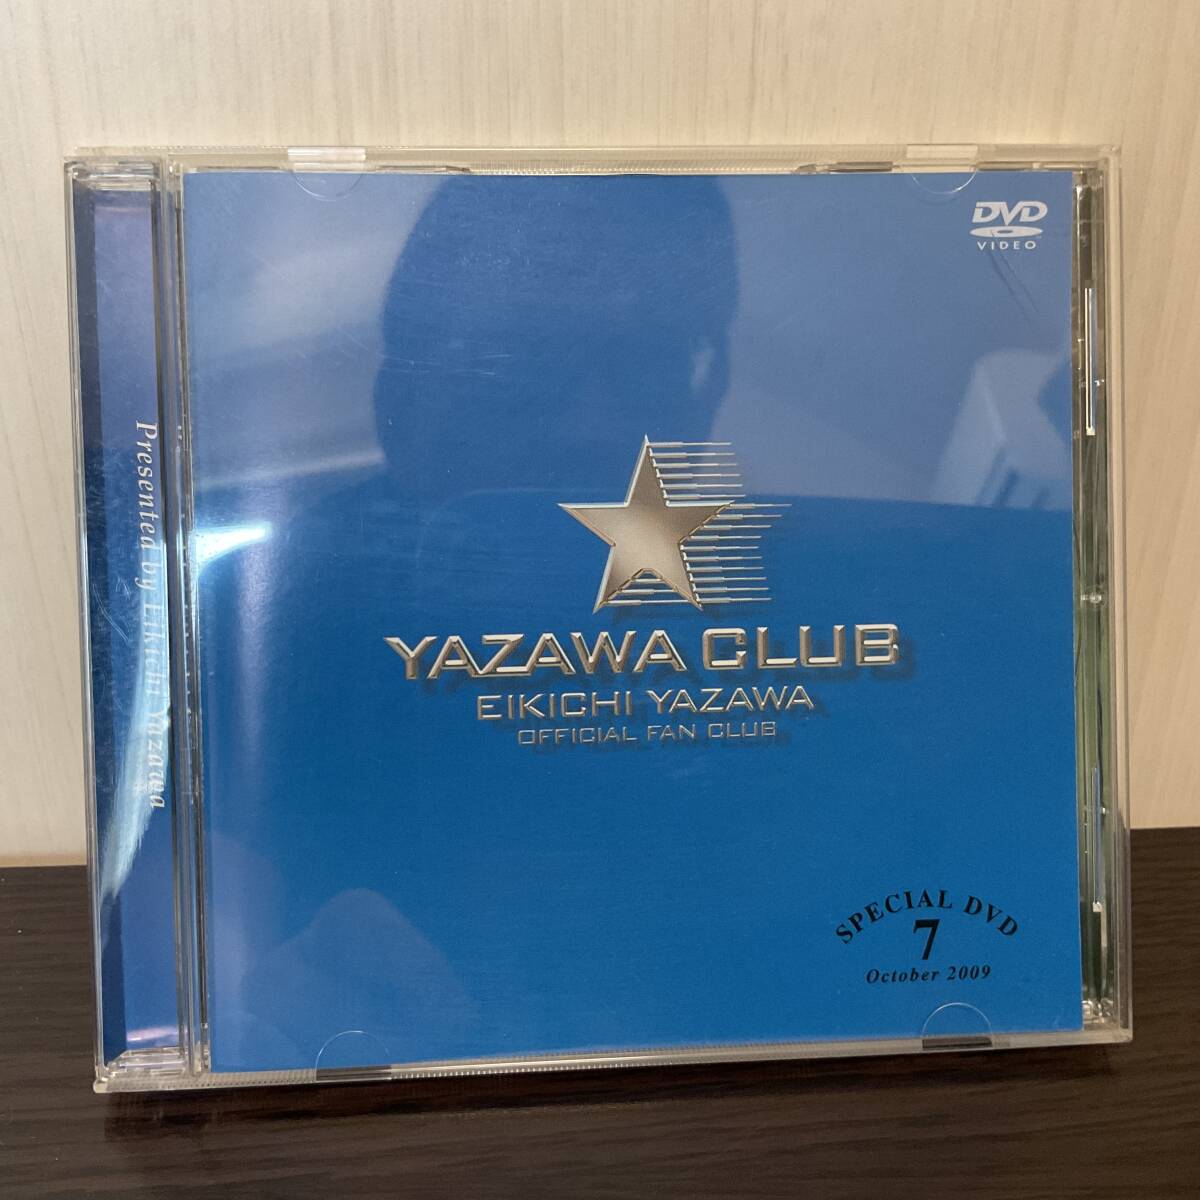 DVD
VIDEO
Presented by Eikichi Yazawa
YAZAWA CLUB
EIKICHI YAZAWA
OFFICIAL FAN CLUB
SPECIAL DVD
7
October 2009